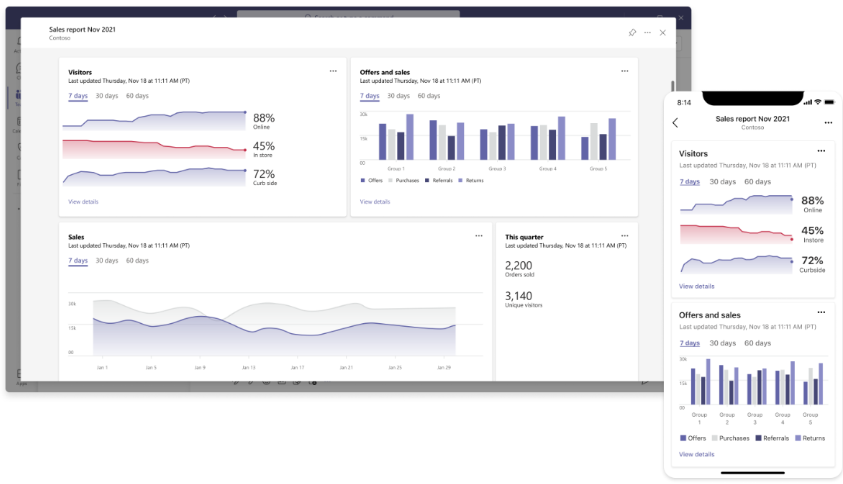 Sales report Nov 2021
Contoso
Visitors
Last updated Thursday, Nov 18 at 11:11 AM (PT)
7 days 30 days 60 days
88%
Online
45%
In store
72%
Curb side
View details
Offers and sales
Last updated Thursday, Nov 18 at 11:11 AM (PT)
7 days 30 days 60 days
30k
15k
00
Group 1 Group 2 Group 3 Group 4 Group 5
Offers Purchases Referrals Returns
View details
Sales
Last updated Thursday, Nov 18 at 11:11 AM (PT)
7 days 30 days 60 days
30k
15k
00
Jan 1 Jan 5 Jan 9 Jan 13 Jan 17 Jan 21 Jan 25 Jan 29
This quarter
Last updated Thursday, Nov 18 at 11:11 AM (PT)
2,200
Orders sold
3,140
Unique visitors
8:14
Sales report Nov 2021
Contoso
Visitors
Last updated Thursday, Nov 18 at 11:11 AM (PT)
7 days 30 days 60 days
88%
Online
45%
Instore
72%
Curbside
View details
Offers and sales
Last updated Thursday, Nov 18 at 11:11 AM (PT)
7 days 30 days 60 days
30k
15k
00
Group Group Group Group Group
1 2 3 4 5
Offers Purchases Referrals Returns
View details